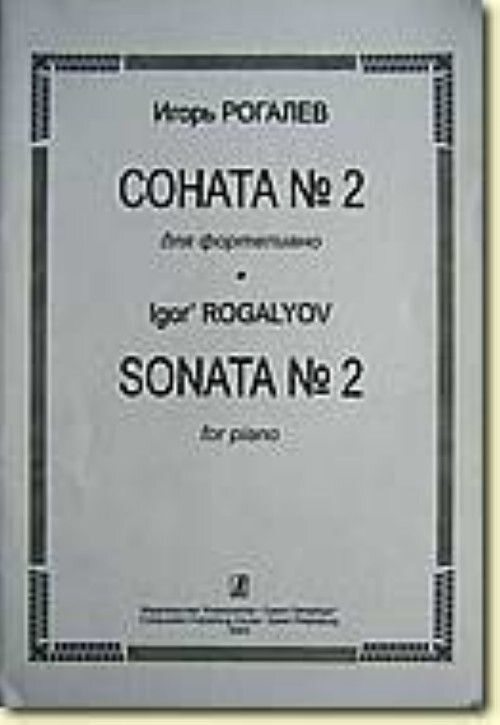 Игорь РОГАЛЕВ
СОНАТА № 2
для фортепиано
Igor' ROGALYOV
SONATA № 2
for piano